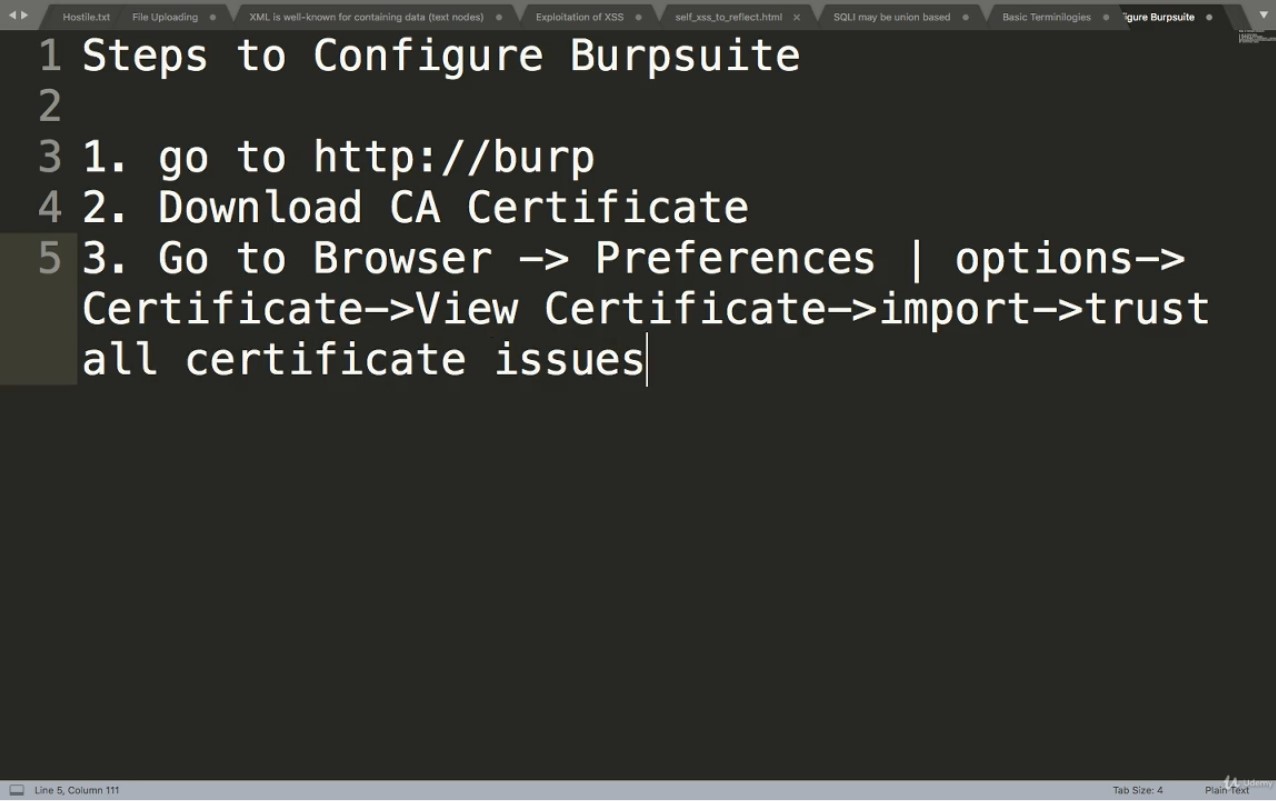 Hostile.txt
File Uploading
XML is well-known for containing data (text nodes)
Exploitation of XSS
self_xss_to_reflect.html
SQLI may be union based
Basic Terminilogies
igure Burpsuite
1 Steps to Configure Burpsuite
2
3 1. go to http://burp
4 2. Download CA Certificate
5 3. Go to Browser -> Preferences | options->
Certificate->View Certificate->import->trust
all certificate issues
Line 5, Column 111
Tab Size: 4
Plain Text
Udemy